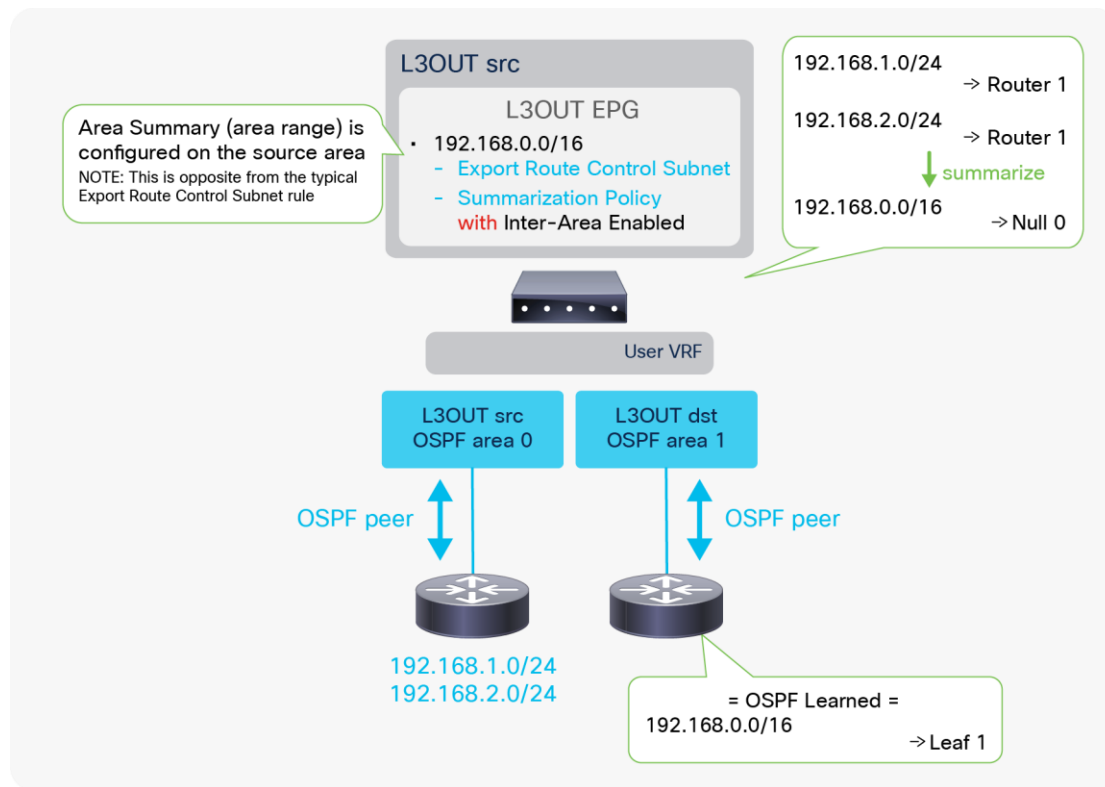 L3OUT src
L3OUT EPG
· 192.168.0.0/16
- Export Route Control Subnet
- Summarization Policy
with Inter-Area Enabled
Area Summary (area range) is
configured on the source area
NOTE: This is opposite from the typical
Export Route Control Subnet rule
192.168.1.0/24
→ Router 1
192.168.2.0/24
→ Router 1
summarize
192.168.0.0/16
→ Null 0
User VRF
L3OUT src
OSPF area 0
L3OUT dst
OSPF area 1
OSPF peer
OSPF peer
192.168.1.0/24
192.168.2.0/24
= OSPF Learned =
192.168.0.0/16
→ Leaf 1